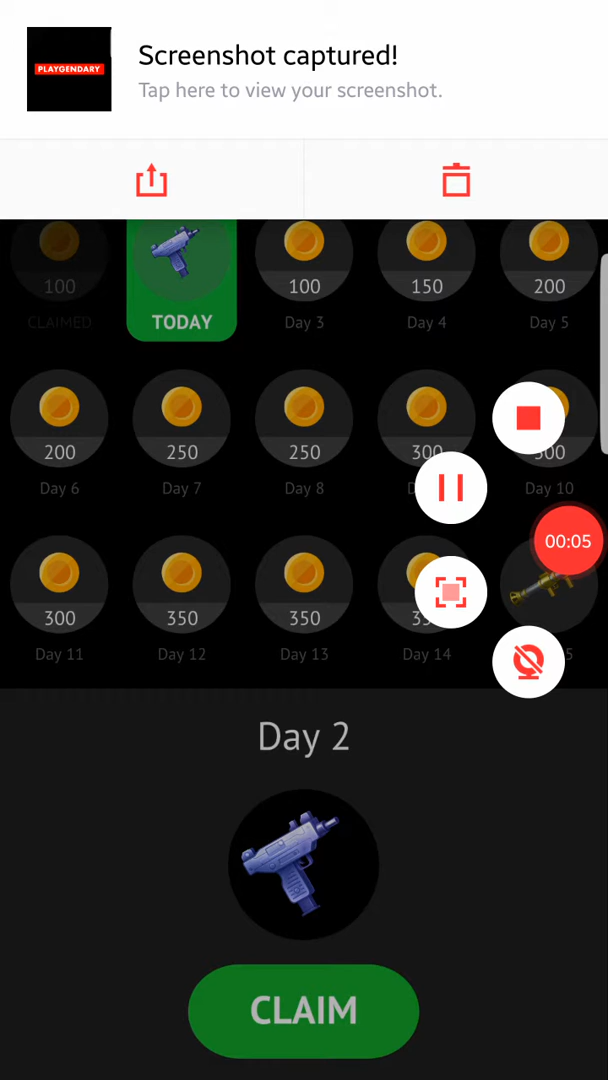 PLAYGENDARY
Screenshot captured!
Tap here to view your screenshot.
100
100
150
200
CLAIMED
TODAY
Day 3
Day 4
Day 5
200
250
250
300
Day 6
Day 7
Day 8
Day 10
00:05
300
350
350
Day 11
Day 12
Day 13
Day 14
Day 2
CLAIM